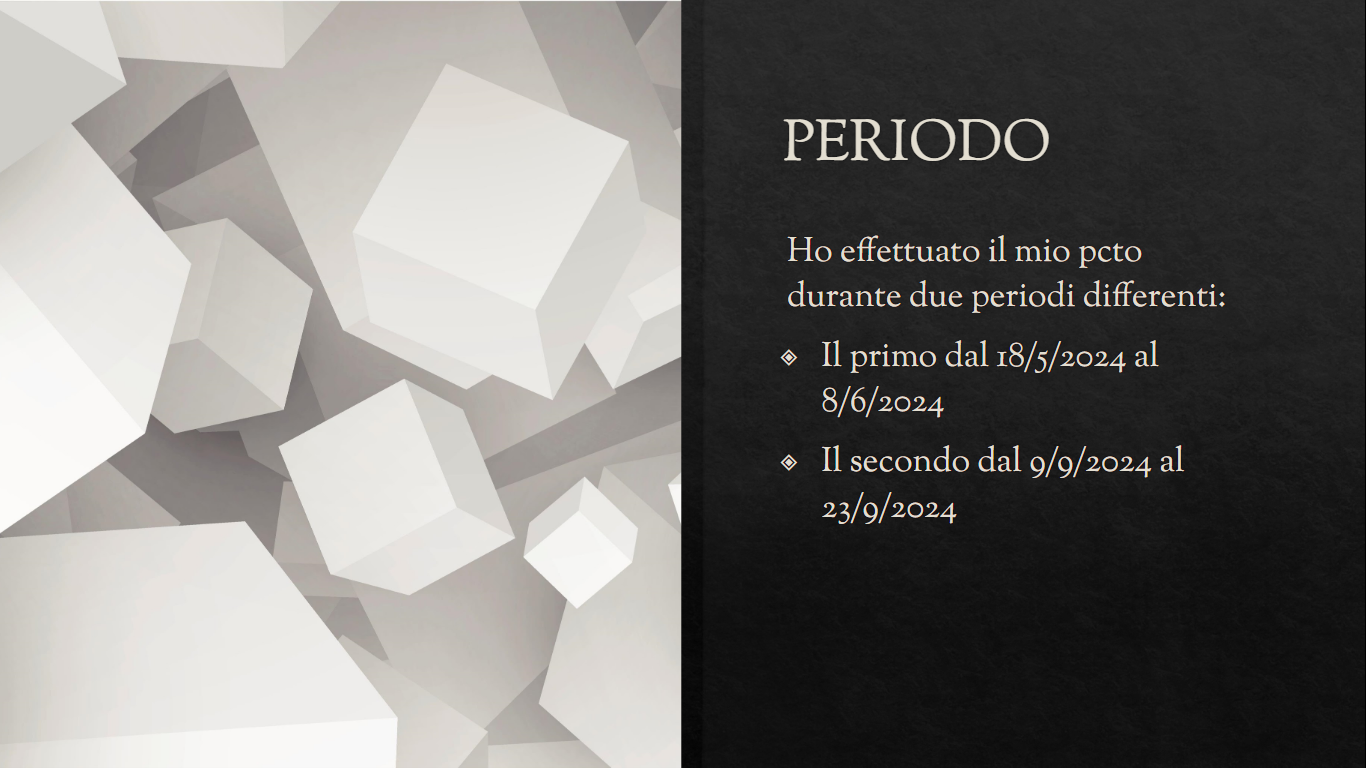 PERIODO
Ho effettuato il mio pcto
durante due periodi differenti:
Il primo dal 18/5/2024 al
8/6/2024
Il secondo dal 9/9/2024 al
23/9/2024